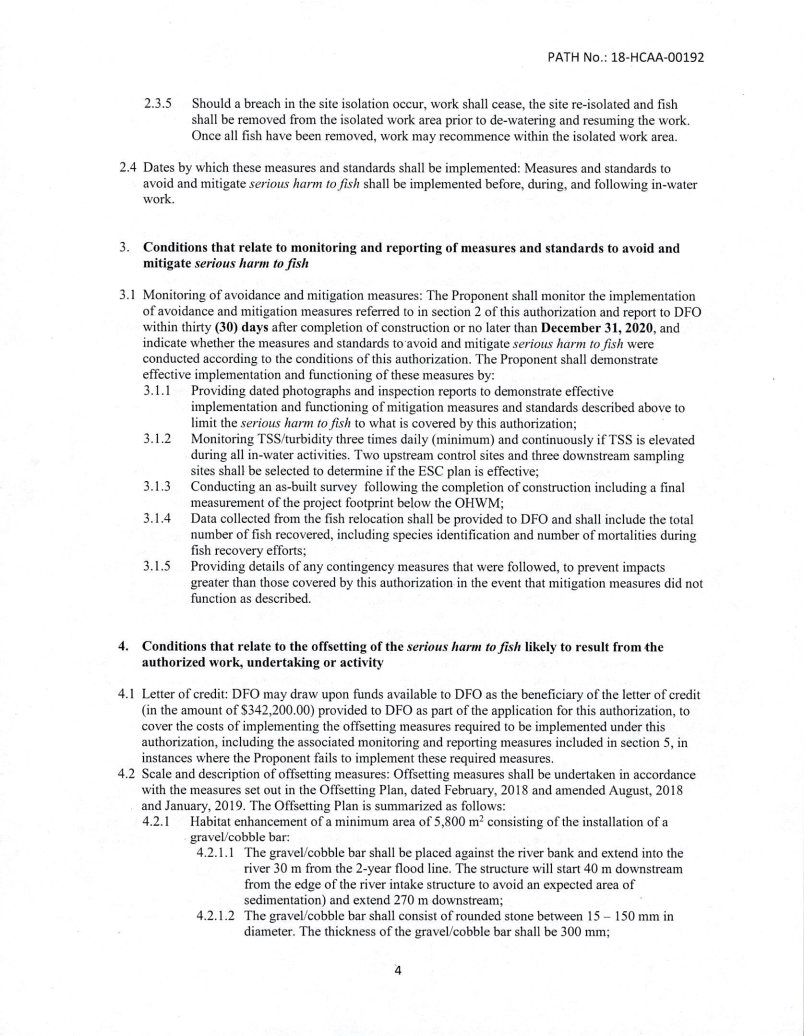 PATH No.: 18-HCAA-00192
2.3.5 Should a breach in the site isolation occur, work shall cease, the site re-isolated and fish
shall be removed from the isolated work area prior to de-watering and resuming the work.
Once all fish have been removed, work may recommence within the isolated work area.
2.4 Dates by which these measures and standards shall be implemented: Measures and standards to
avoid and mitigate serious harm to fish shall be implemented before, during, and following in-water
work.
3. Conditions that relate to monitoring and reporting of measures and standards to avoid and
mitigate serious harm to fish
3.1 Monitoring of avoidance and mitigation measures: The Proponent shall monitor the implementation
of avoidance and mitigation measures referred to in section 2 of this authorization and report to DFO
within thirty (30) days after completion of construction or no later than December 31, 2020, and
indicate whether the measures and standards to avoid and mitigate serious harm to fish were
conducted according to the conditions of this authorization. The Proponent shall demonstrate
effective implementation and functioning of these measures by:
3.1.1 Providing dated photographs and inspection reports to demonstrate effective
implementation and functioning of mitigation measures and standards described above to
limit the serious harm to fish to what is covered by this authorization;
3.1.2 Monitoring TSS/turbidity three times daily (minimum) and continuously if TSS is elevated
during all in-water activities. Two upstream control sites and three downstream sampling
sites shall be selected to determine if the ESC plan is effective;
3.1.3 Conducting an as-built survey following the completion of construction including a final
measurement of the project footprint below the OHWM;
3.1.4 Data collected from the fish relocation shall be provided to DFO and shall include the total
number of fish recovered, including species identification and number of mortalities during
fish recovery efforts;
3.1.5 Providing details of any contingency measures that were followed, to prevent impacts
greater than those covered by this authorization in the event that mitigation measures did not
function as described.
4. Conditions that relate to the offsetting of the serious harm to fish likely to result from the
authorized work, undertaking or activity
4.1 Letter of credit: DFO may draw upon funds available to DFO as the beneficiary of the letter of credit
(in the amount of $342,200.00) provided to DFO as part of the application for this authorization, to
cover the costs of implementing the offsetting measures required to be implemented under this
authorization, including the associated monitoring and reporting measures included in section 5, in
instances where the Proponent fails to implement these required measures.
4.2 Scale and description of offsetting measures: Offsetting measures shall be undertaken in accordance
with the measures set out in the Offsetting Plan, dated February, 2018 and amended August, 2018
and January, 2019. The Offsetting Plan is summarized as follows:
4.2.1 Habitat enhancement of a minimum area of 5,800 m² consisting of the installation of a
gravel/cobble bar:
4.2.1.1 The gravel/cobble bar shall be placed against the river bank and extend into the
river 30 m from the 2-year flood line. The structure will start 40 m downstream
from the edge of the river intake structure to avoid an expected area of
sedimentation) and extend 270 m downstream;
4.2.1.2 The gravel/cobble bar shall consist of rounded stone between 15 – 150 mm in
diameter. The thickness of the gravel/cobble bar shall be 300 mm;
4